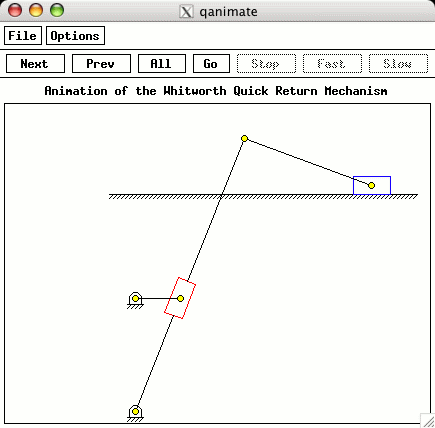 qanimate
File Options
Next Prev All Go Stop Fast Slow
Animation of the Whitworth Quick Return Mechanism